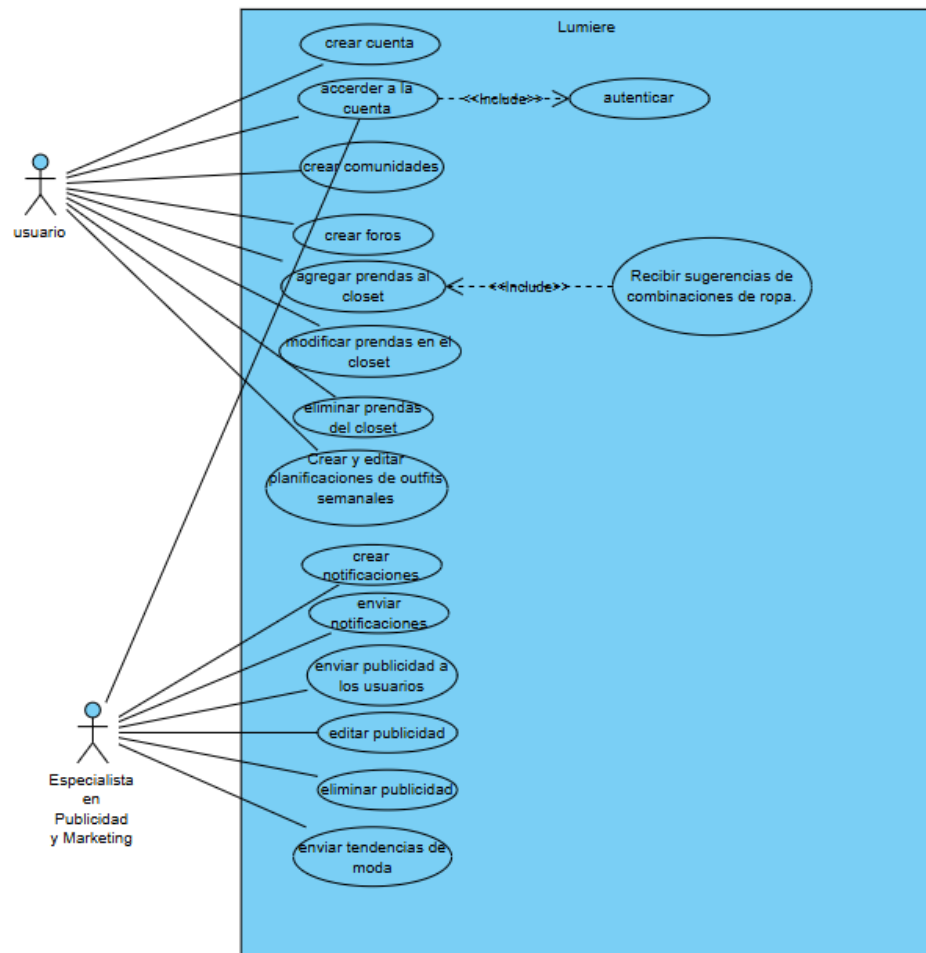 Lumiere
crear cuenta
accerder a la
cuenta
<<Include>>
autenticar
crear comunidades
usuario
crear foros
agregar prendas al
closet
<<Include>>
Recibir sugerencias de
combinaciones de ropa.
modificar prendas en el
closet
eliminar prendas
del closet
Crear y editar
planificaciones de outfits
semanales
crear
notificaciones
enviar
notificaciones
enviar publicidad a
los usuarios
editar publicidad
Especialista
en
Publicidad
y Marketing
eliminar publicidad
enviar tendencias de
moda